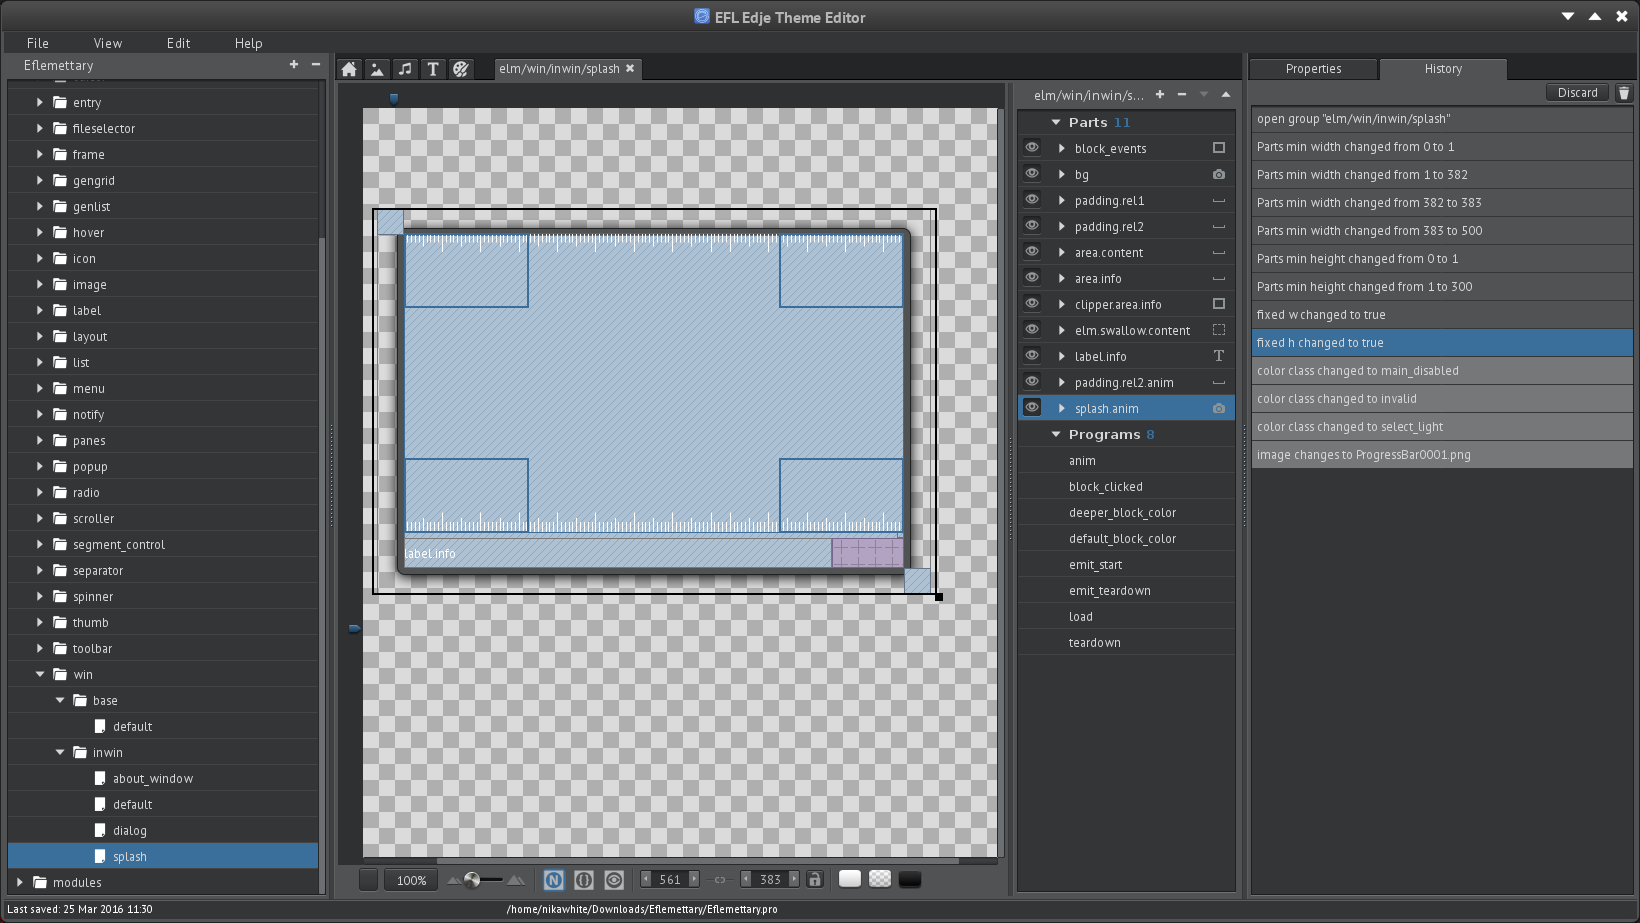 EFL Edje Theme Editor
File View Edit Help
Eflemettary
entry
fileselector
frame
gengrid
genlist
hover
icon
image
label
layout
list
menu
notify
panes
popup
radio
scroller
segment_control
separator
spinner
thumb
toolbar
win
base
default
inwin
about_window
default
dialog
splash
modules
elm/win/inwin/splash
label.info
100%
561
383
elm/win/inwin/s...
Parts 11
block_events
bg
padding.rel1
padding.rel2
area.content
area.info
clipper.area.info
elm.swallow.content
label.info
padding.rel2.anim
splash.anim
Programs 8
anim
block_clicked
deeper_block_color
default_block_color
emit_start
emit_teardown
load
teardown
Properties History
Discard
open group "elm/win/inwin/splash"
Parts min width changed from 0 to 1
Parts min width changed from 1 to 382
Parts min width changed from 382 to 383
Parts min width changed from 383 to 500
Parts min height changed from 0 to 1
Parts min height changed from 1 to 300
fixed w changed to true
fixed h changed to true
color class changed to main_disabled
color class changed to invalid
color class changed to select_light
image changes to ProgressBar0001.png
Last saved: 25 Mar 2016 11:30
/home/nikawhite/Downloads/Eflemettary/Eflemettary.pro